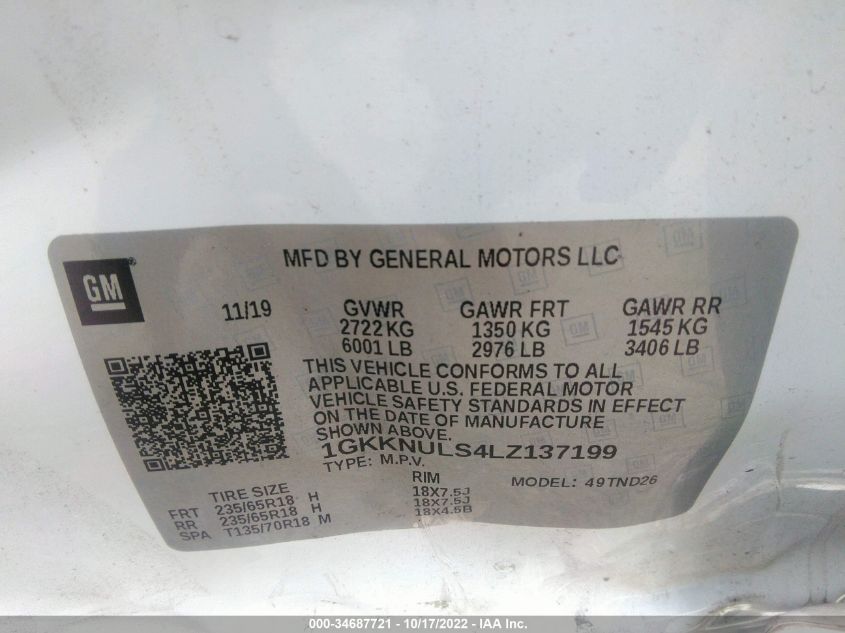 GM
MFD BY GENERAL MOTORS LLC
11/19 GVWR GAWR FRT GAWR RR
2722 KG 1350 KG 1545 KG
6001 LB 2976 LB 3406 LB
THIS VEHICLE CONFORMS TO ALL
APPLICABLE U.S. FEDERAL MOTOR
VEHICLE SAFETY STANDARDS IN EFFECT
ON THE DATE OF MANUFACTURE
SHOWN ABOVE.
1GKKNULS4LZ137199
TYPE: M.P.V. MODEL: 49TND26
TIRE SIZE RIM
FRT 235/65R18 H 18X7.5J
RR 235/65R18 H 18X7.5J
SPA T135/70R18 M 18X4.5B
000-34687721 - 10/17/2022 - IAA Inc.